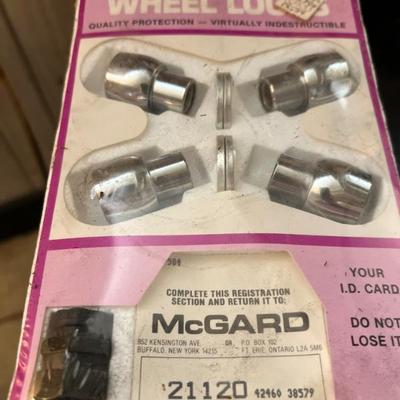 WHEEL LOCKS
QUALITY PROTECTION — VIRTUALLY INDESTRUCTIBLE
504
COMPLETE THIS REGISTRATION
SECTION AND RETURN IT TO:
McGARD
852 KENSINGTON AVE. OR P.O. BOX 102
BUFFALO, NEW YORK 14215 FT. ERIE, ONTARIO L2A 5M6
21120 42460 38579
YOUR
I.D. CARD
DO NOT
LOSE IT